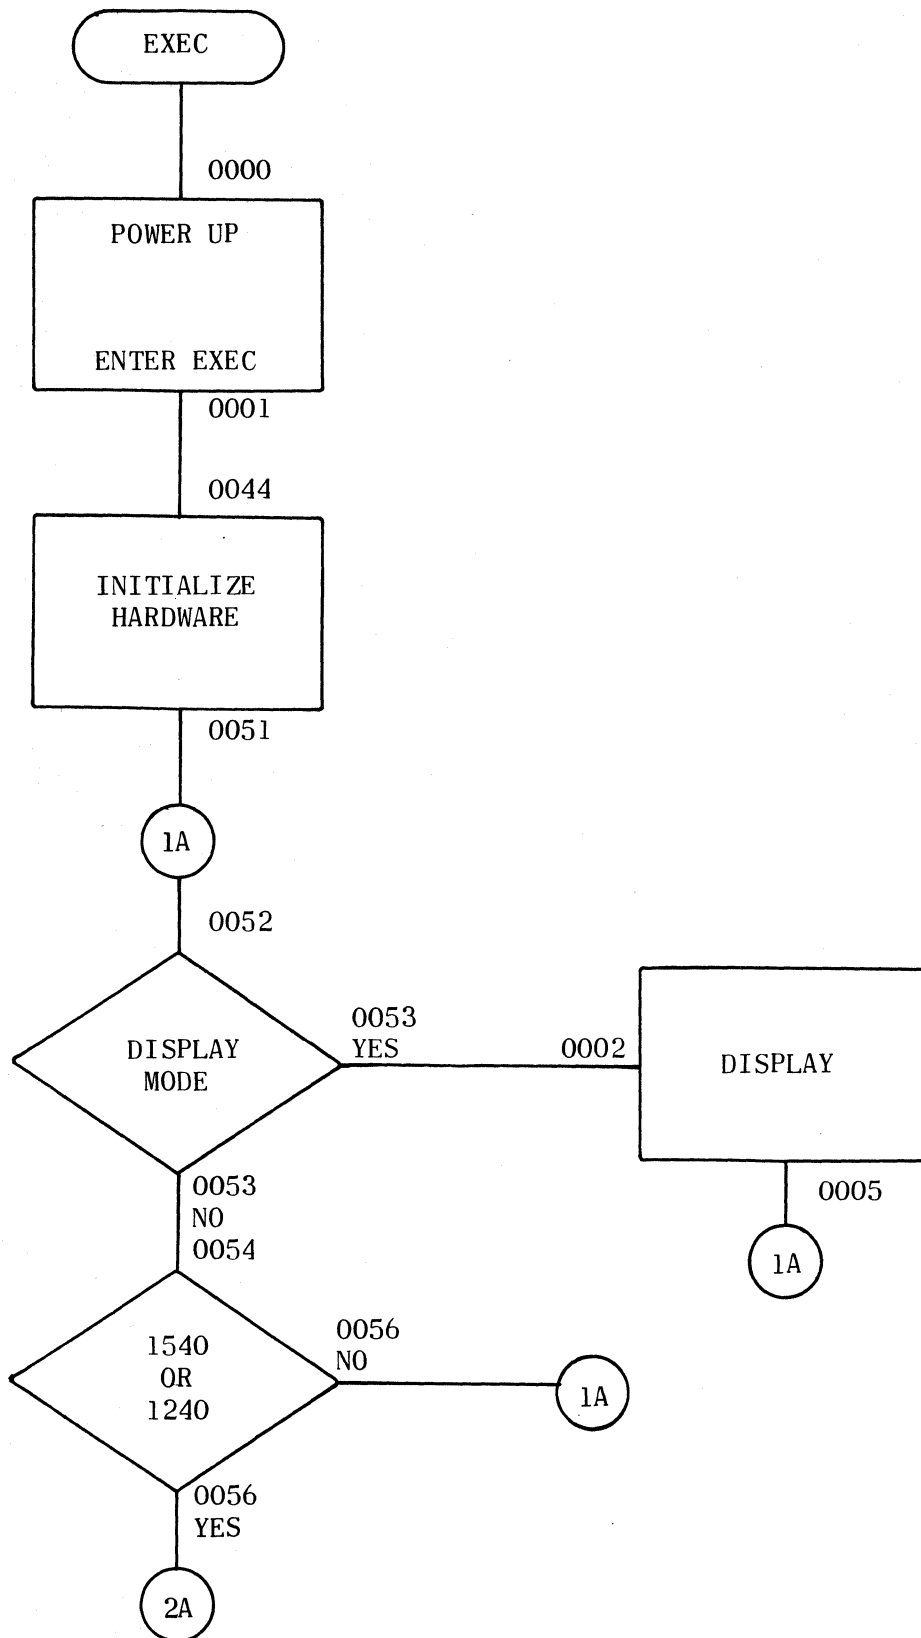 EXEC
0000
POWER UP
ENTER EXEC
0001
0044
INITIALIZE
HARDWARE
0051
1A
0052
DISPLAY
MODE
0053
YES
0002
DISPLAY
0005
1A
0053
NO
0054
1540
OR
1240
0056
NO
1A
0056
YES
2A